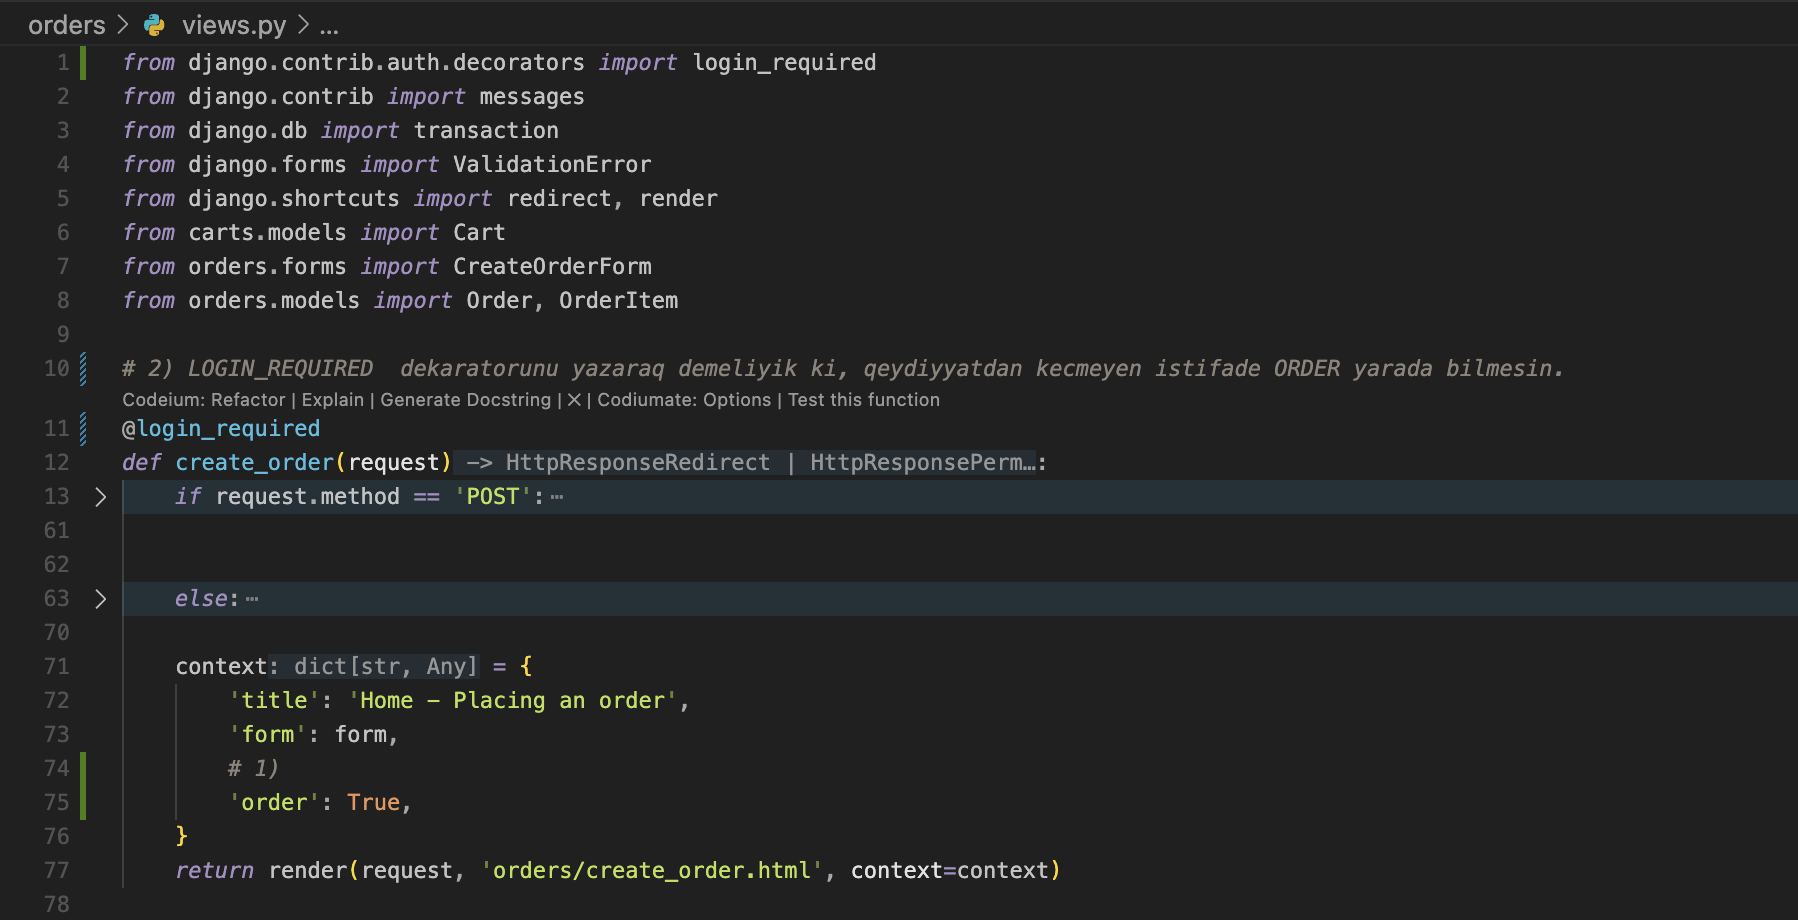 orders > views.py > ...
1 from django.contrib.auth.decorators import login_required
2 from django.contrib import messages
3 from django.db import transaction
4 from django.forms import ValidationError
5 from django.shortcuts import redirect, render
6 from carts.models import Cart
7 from orders.forms import CreateOrderForm
8 from orders.models import Order, OrderItem
9
10 # 2) LOGIN_REQUIRED  dekaratorunu yazaraq demeliyik ki, qeydiyyatdan kecmeyen istifade ORDER yarada bilmesin.
Codeium: Refactor | Explain | Generate Docstring | × | Codiumate: Options | Test this function
11 @login_required
12 def create_order(request) -> HttpResponseRedirect | HttpResponsePerm…:
13 > if request.method == 'POST':⋯
61
62
63 > else:⋯
70
71 context: dict[str, Any] = {
72 'title': 'Home - Placing an order',
73 'form': form,
74 # 1)
75 'order': True,
76 }
77 return render(request, 'orders/create_order.html', context=context)
78